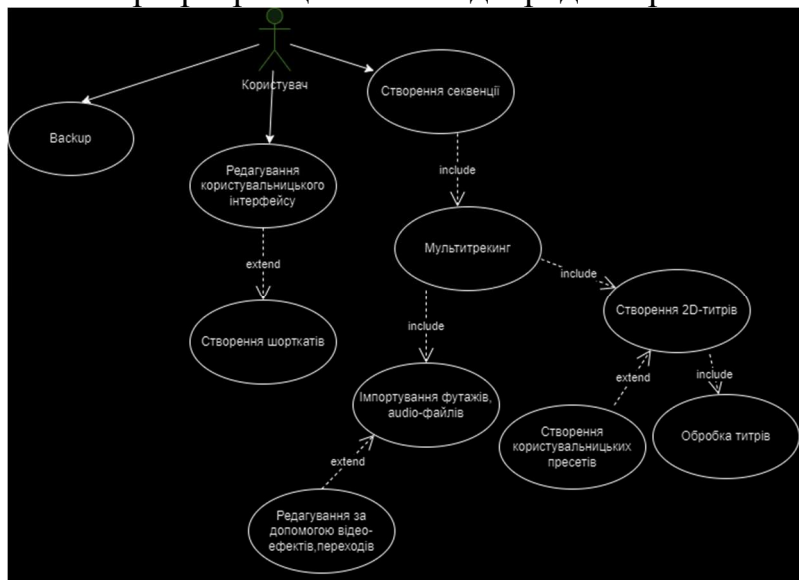 Користувач
Створення секвенції
Backup
Редагування
користувальницького
інтерфейсу
include
Мультитрекинг
extend
include
Створення 2D-титрів
include
Створення шорткатів
extend
include
Імпортування футажів,
audio-файлів
Створення
користувальницьких
пресетів
Обробка титрів
extend
Редагування за
допомогою відео-
ефектів,переходів